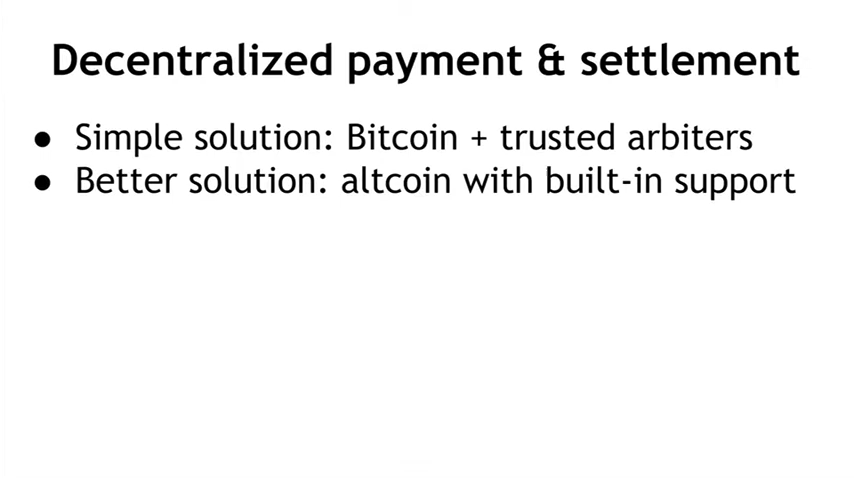 Decentralized payment & settlement
● Simple solution: Bitcoin + trusted arbiters
● Better solution: altcoin with built-in support